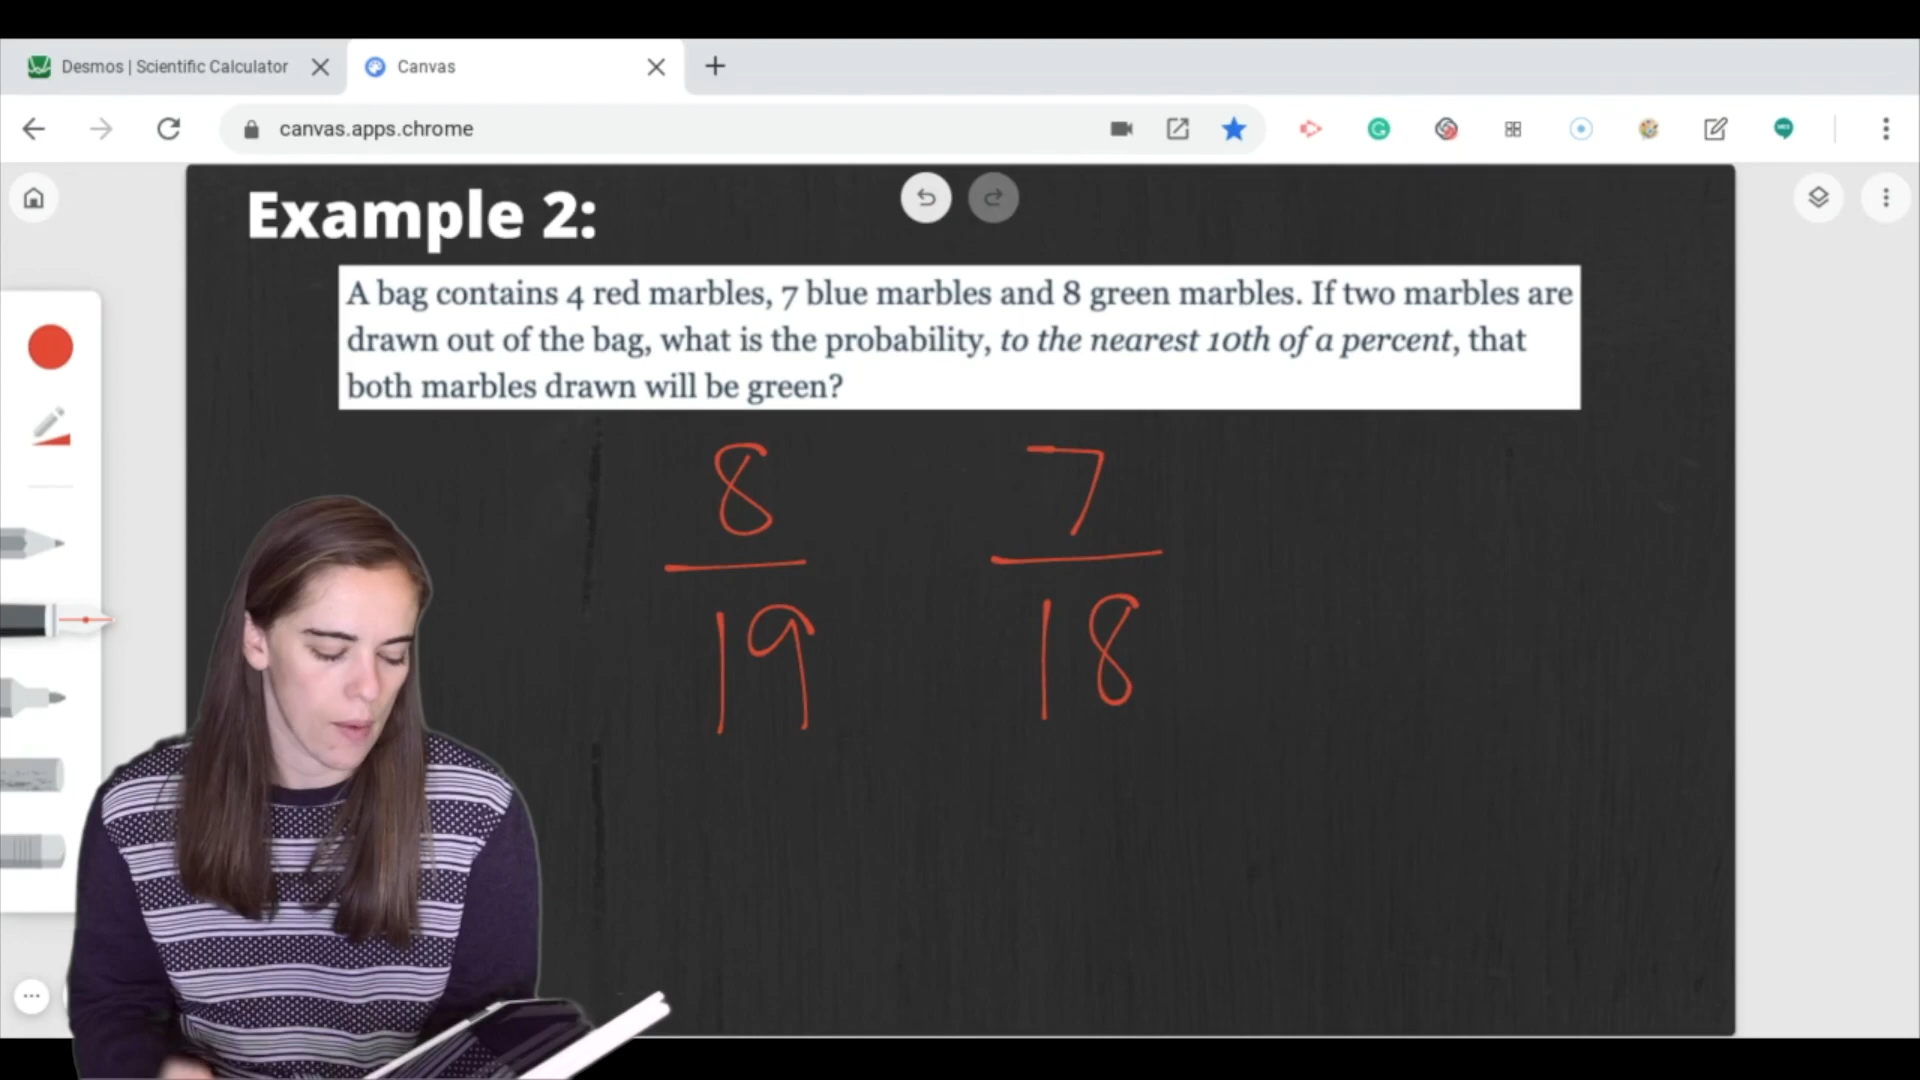 Desmos | Scientific Calculator
Canvas
canvas.apps.chrome
Example 2:
A bag contains 4 red marbles, 7 blue marbles and 8 green marbles. If two marbles are
drawn out of the bag, what is the probability, to the nearest 10th of a percent, that
both marbles drawn will be green?
8 7
19 18